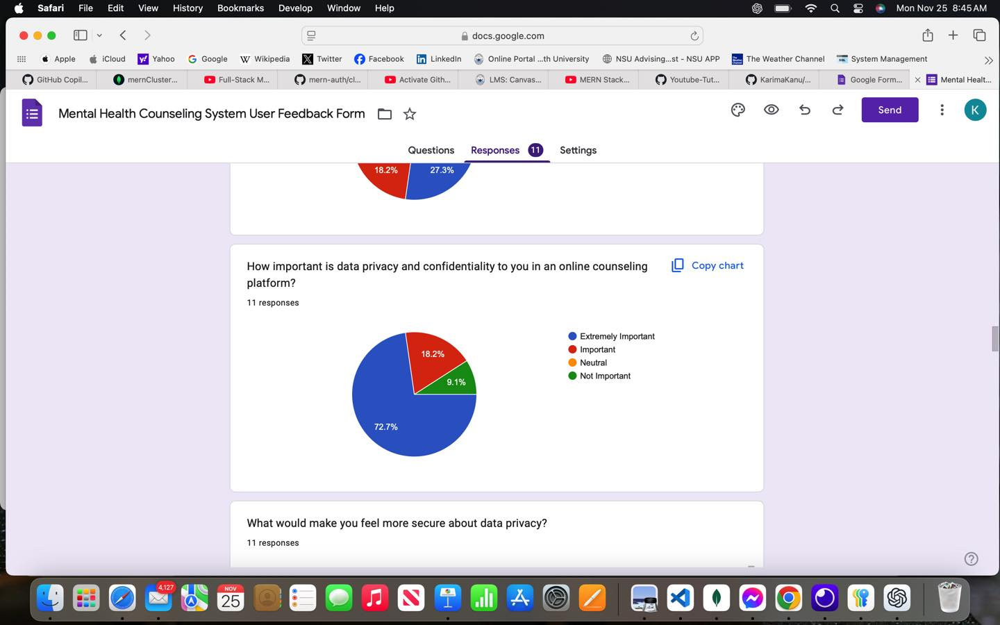 Safari File Edit View History Bookmarks Develop Window Help Mon Nov 25 8:45 AM
docs.google.com
Apple iCloud Yahoo Google Wikipedia Twitter Facebook LinkedIn Online Portal ...th University NSU Advising...st - NSU APP The Weather Channel System Management
GitHub Copil... mernCluster... Full-Stack M... mern-auth/cl... Activate Gith... LMS: Canvas... MERN Stack... Youtube-Tut... KarimaKanu/... Google Form... Mental Healt...
Mental Health Counseling System User Feedback Form Send K
Questions Responses 11 Settings
18.2% 27.3%
How important is data privacy and confidentiality to you in an online counseling
platform?
Copy chart
11 responses
18.2%
9.1%
72.7%
Extremely Important
Important
Neutral
Not Important
What would make you feel more secure about data privacy?
11 responses
4,127
NOV
25